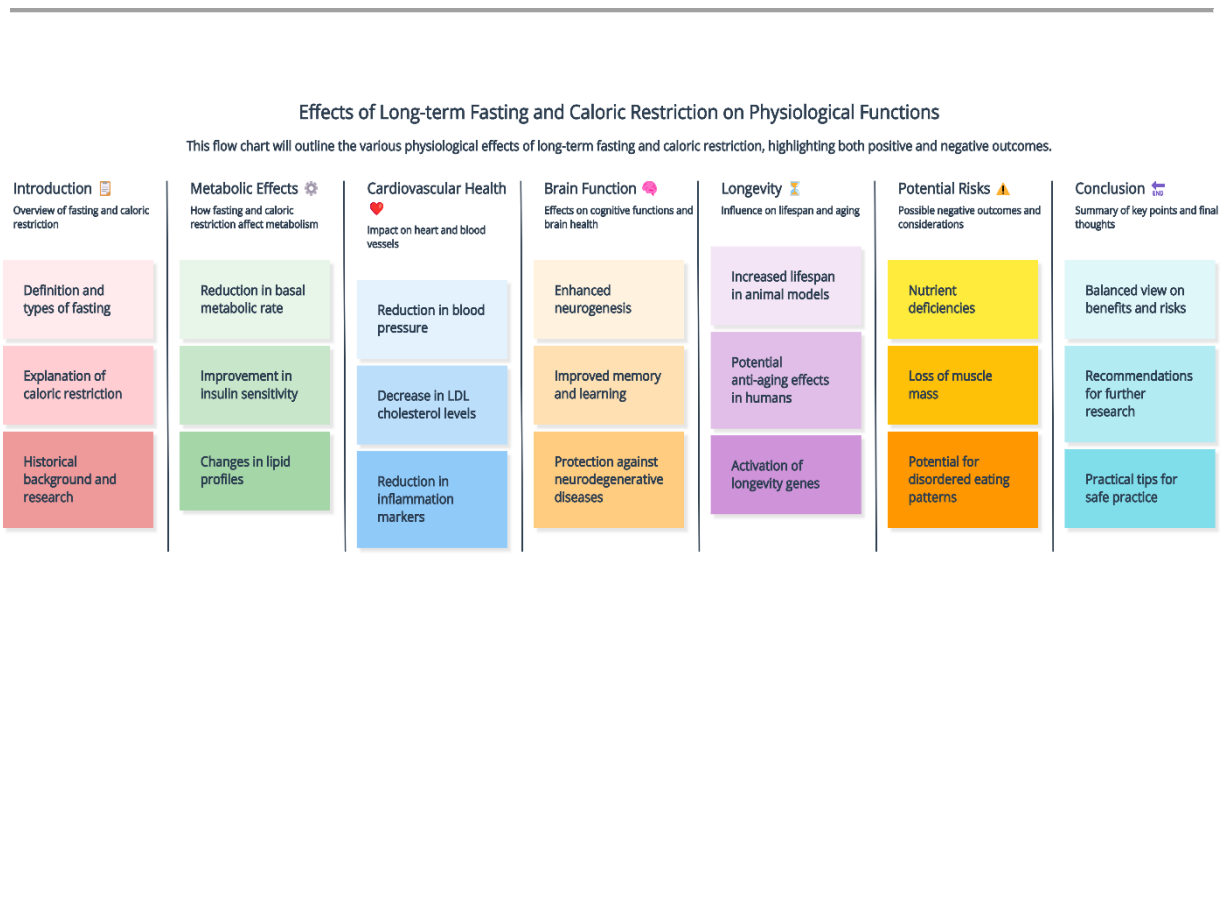 Effects of Long-term Fasting and Caloric Restriction on Physiological Functions
This flow chart will outline the various physiological effects of long-term fasting and caloric restriction, highlighting both positive and negative outcomes.
Introduction
Overview of fasting and caloric
restriction
Definition and
types of fasting
Explanation of
caloric restriction
Historical
background and
research
Metabolic Effects
How fasting and caloric
restriction affect metabolism
Reduction in basal
metabolic rate
Improvement in
insulin sensitivity
Changes in lipid
profiles
Cardiovascular Health
Impact on heart and blood
vessels
Reduction in blood
pressure
Decrease in LDL
cholesterol levels
Reduction in
inflammation
markers
Brain Function
Effects on cognitive functions and
brain health
Enhanced
neurogenesis
Improved memory
and learning
Protection against
neurodegenerative
diseases
Longevity
Influence on lifespan and aging
Increased lifespan
in animal models
Potential
anti-aging effects
in humans
Activation of
longevity genes
Potential Risks
Possible negative outcomes and
considerations
Nutrient
deficiencies
Loss of muscle
mass
Potential for
disordered eating
patterns
Conclusion
END
Summary of key points and final
thoughts
Balanced view on
benefits and risks
Recommendations
for further
research
Practical tips for
safe practice